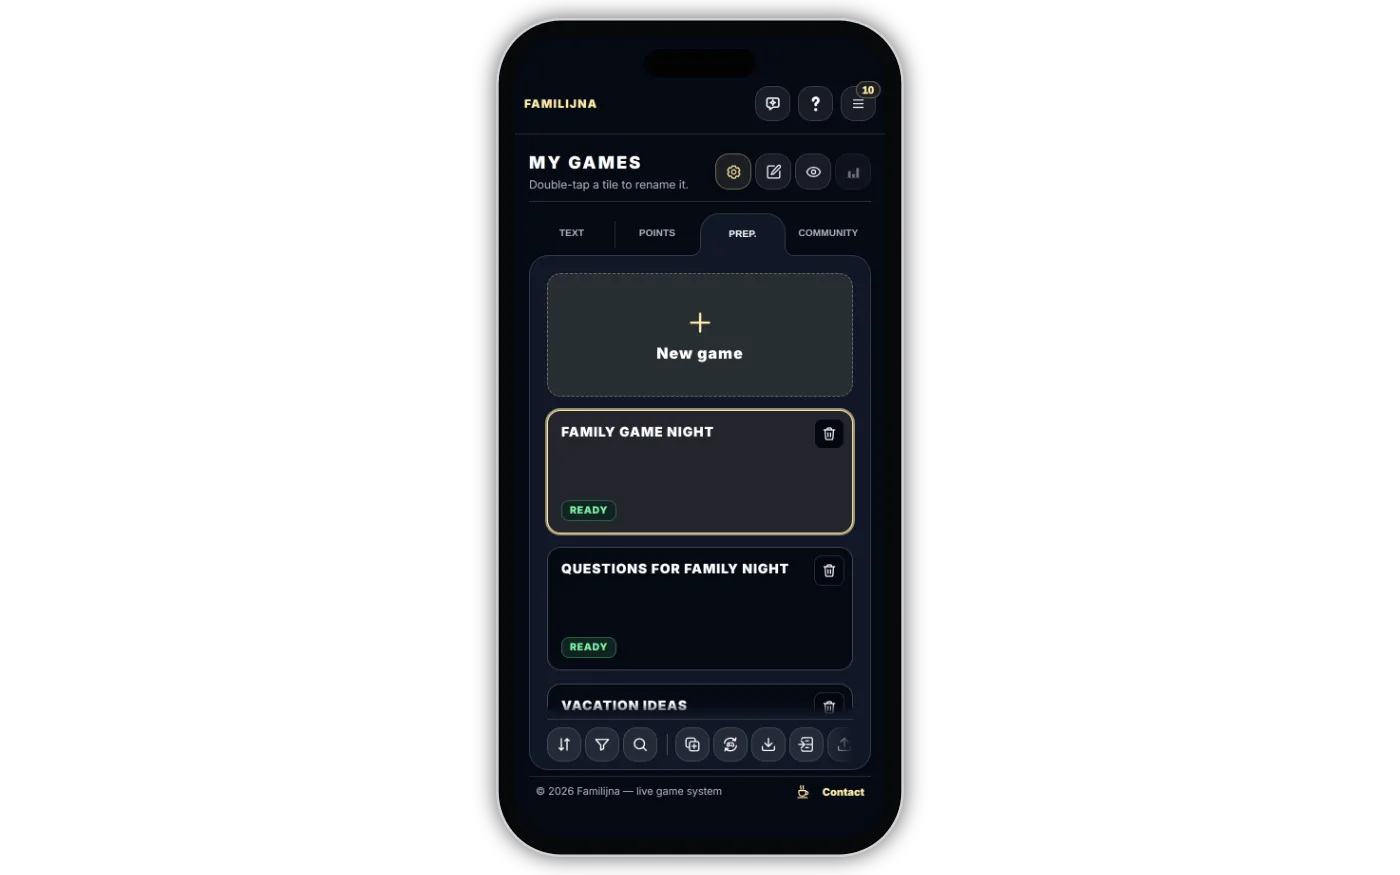 FAMILIJNA
?
10
MY GAMES
Double-tap a tile to rename it.
TEXT
POINTS
PREP.
COMMUNITY
New game
FAMILY GAME NIGHT
READY
QUESTIONS FOR FAMILY NIGHT
READY
VACATION IDEAS
© 2026 Familijna — live game system
Contact